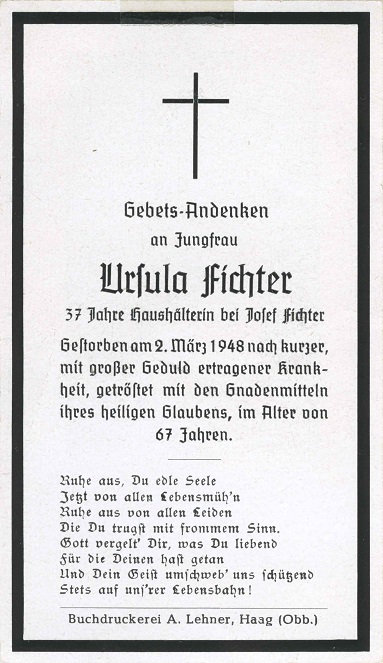 Gebets-Andenken
an Jungfrau
Ursula Fichter
37 Jahre Haushälterin bei Josef Fichter
Gestorben am 2. März 1948 nach kurzer,
mit großer Geduld ertragener Krank-
heit, getröstet mit den Gnadenmitteln
ihres heiligen Glaubens, im Alter von
67 Jahren.
Ruhe aus, Du edle Seele
Jetzt von allen Lebensmüh'n
Ruhe aus von allen Leiden
Die Du trugst mit frommem Sinn.
Gott vergelt' Dir, was Du liebend
Für die Deinen hast getan
Und Dein Geist umschweb' uns schützend
Stets auf uns'rer Lebensbahn!
Buchdruckerei A. Lehner, Haag (Obb.)